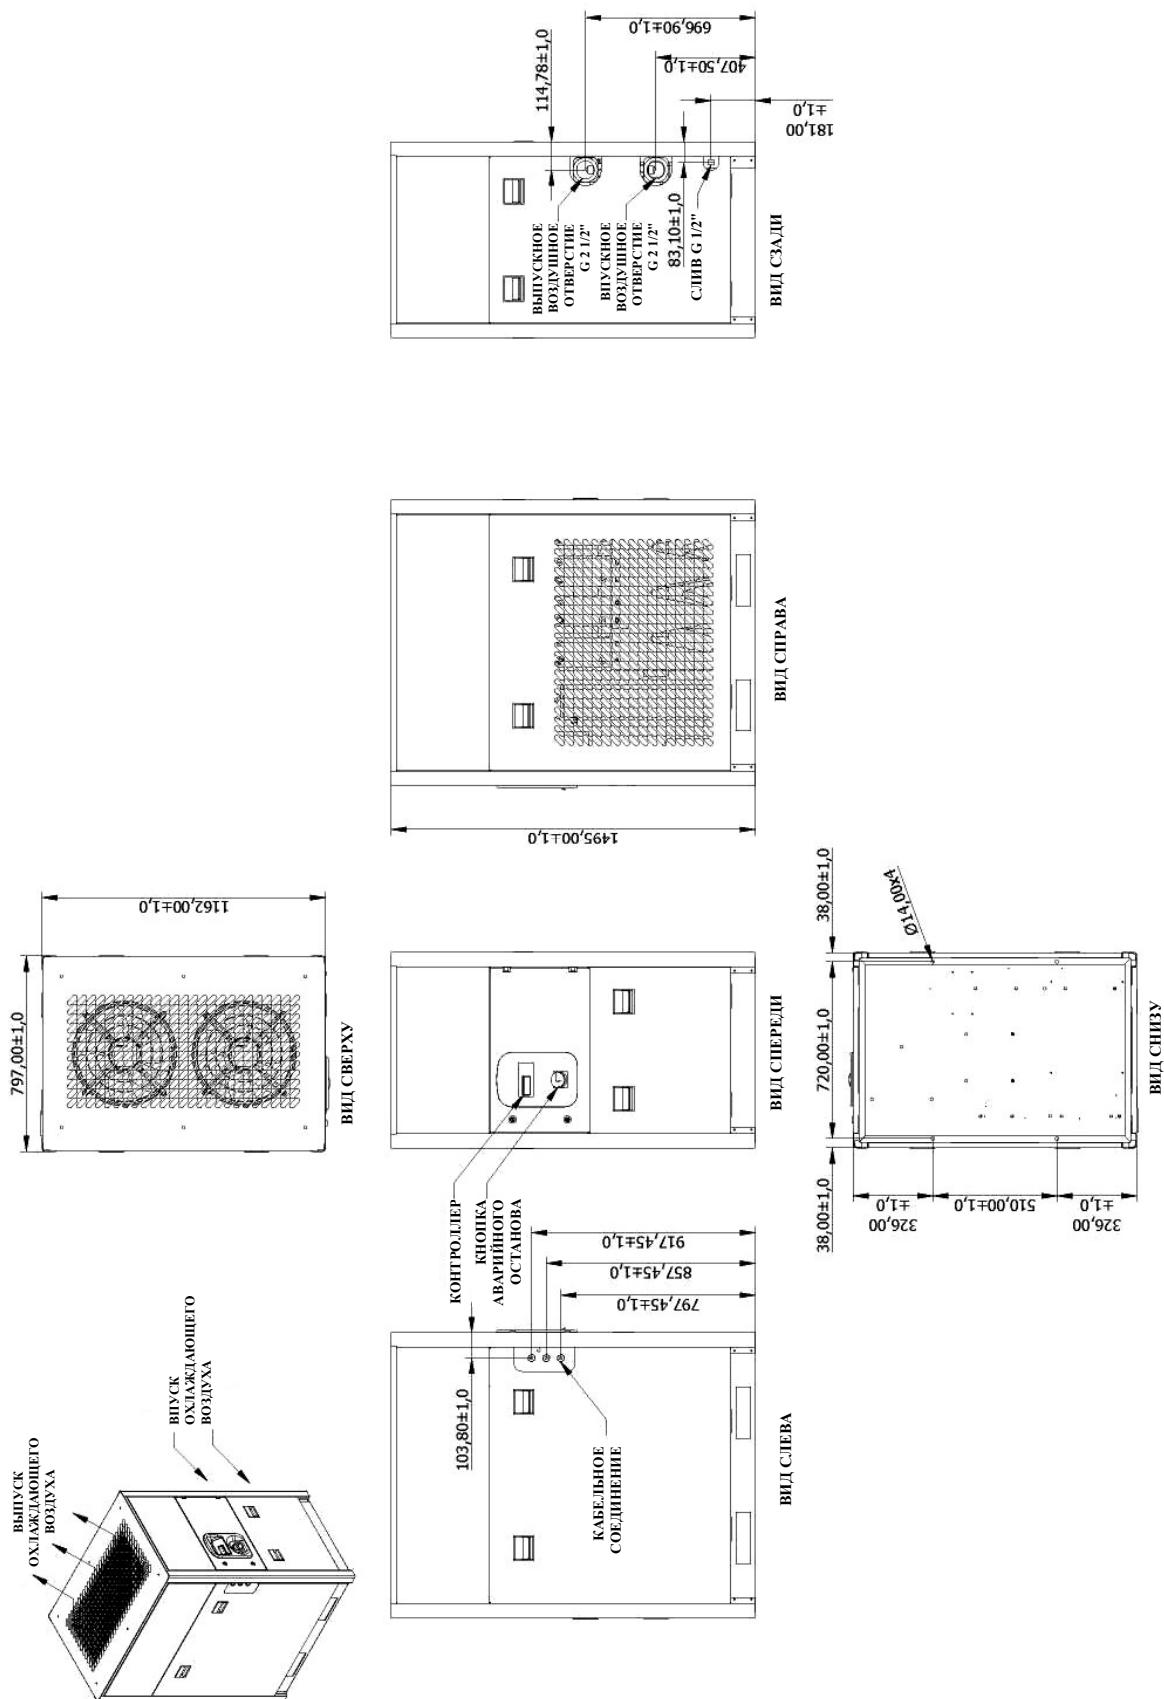 ВЫПУСК
ОХЛАЖДАЮЩЕГО
ВОЗДУХА
ВПУСК
ОХЛАЖДАЮЩЕГО
ВОЗДУХА
797,00±1,0
1162,00±1,0
ВИД СВЕРХУ
103,80±1,0
917,45±1,0
857,45±1,0
797,45±1,0
КАБЕЛЬНОЕ
СОЕДИНЕНИЕ
ВИД СЛЕВА
КОНТРОЛЛЕР
КНОПКА
АВАРИЙНОГО
ОСТАНОВА
ВИД СПЕРЕДИ
1495,00±1,0
ВИД СПРАВА
114,78±1,0
696,90±1,0
407,50±1,0
181,00
±1,0
ВЫПУСКНОЕ
ВОЗДУШНОЕ
ОТВЕРСТИЕ
G 2 1/2"
ВПУСКНОЕ
ВОЗДУШНОЕ
ОТВЕРСТИЕ
G 2 1/2"
83,10±1,0
СЛИВ G 1/2"
ВИД СЗАДИ
38,00±1,0
720,00±1,0
38,00±1,0
Ø14,00x4
326,00
±1,0
510,00±1,0
326,00
±1,0
ВИД СНИЗУ